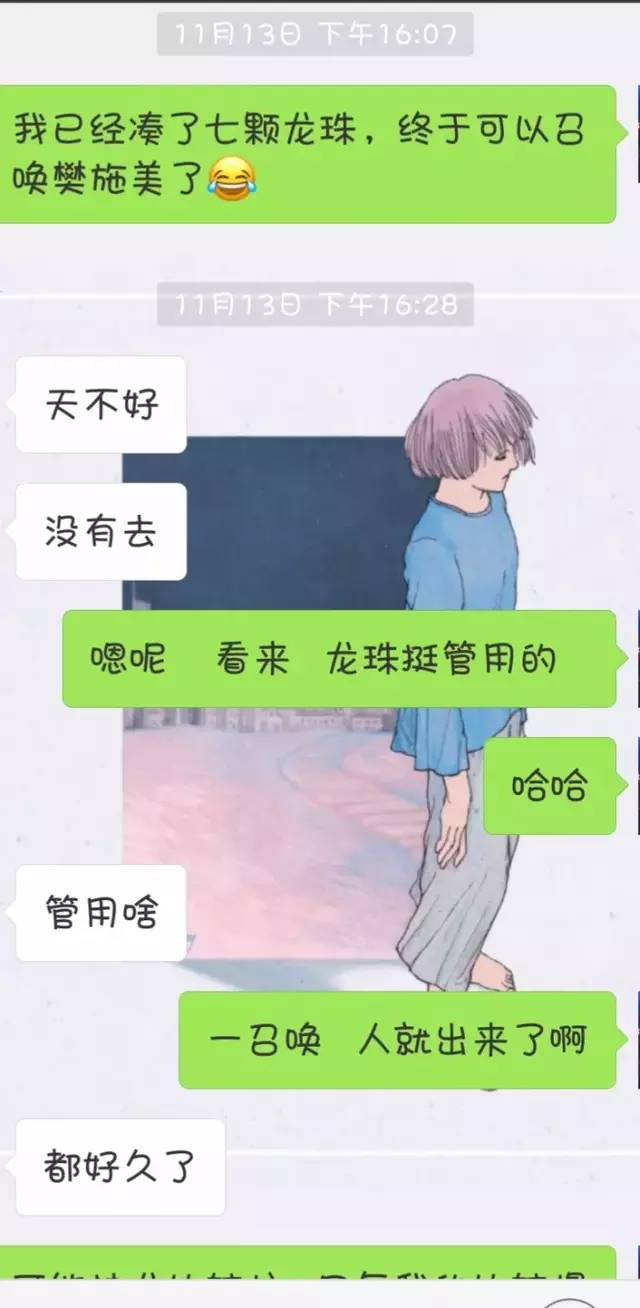 11月13日 下午16:07
我已经凑了七颗龙珠，终于可以召
唤樊施美了😂
11月13日 下午16:28
天不好
没有去
嗯呢 看来 龙珠挺管用的
哈哈
管用啥
一召唤 人就出来了啊
都好久了